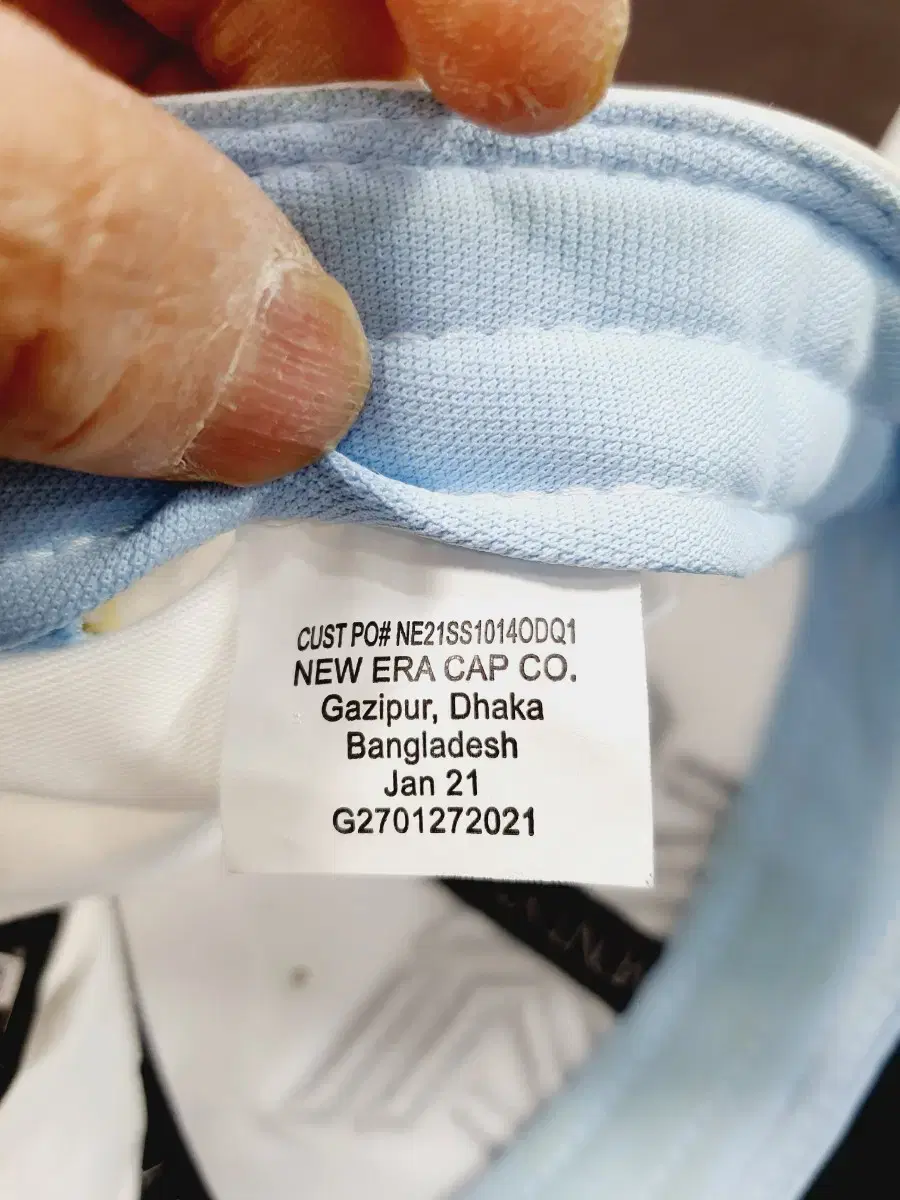 CUST PO# NE21SS1014ODQ1
NEW ERA CAP CO.
Gazipur, Dhaka
Bangladesh
Jan 21
G2701272021